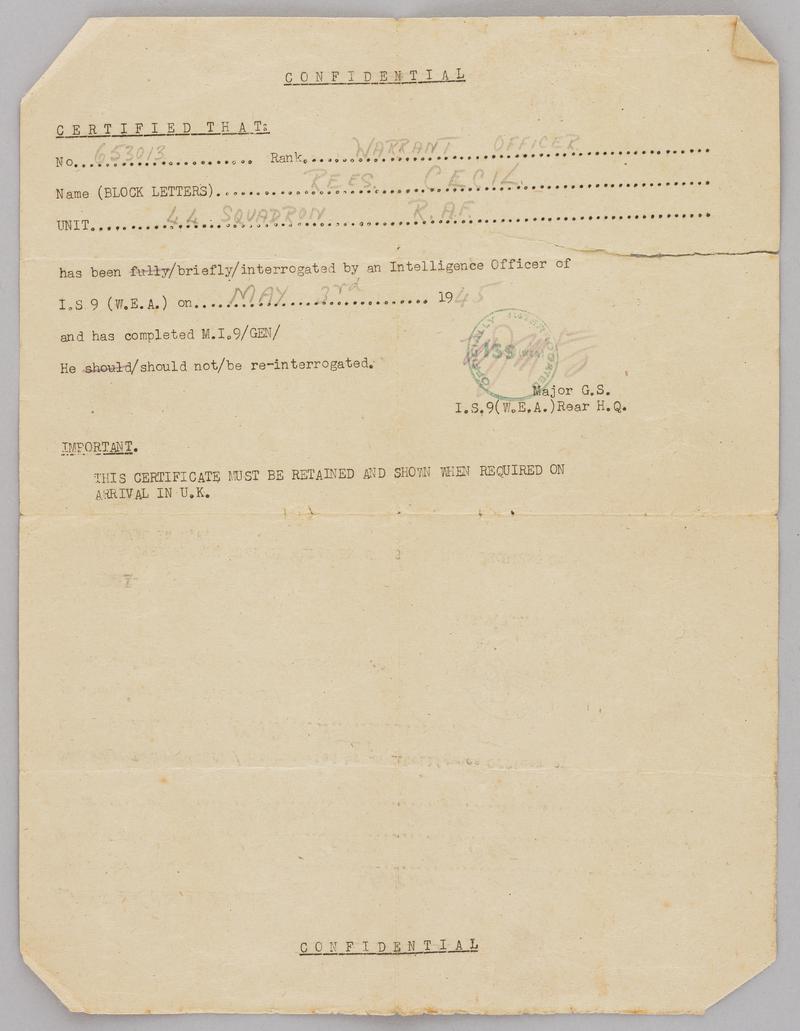 CONFIDENTIAL
CERTIFIED THAT:
No. 653013 Rank. WARRANT OFFICER
Name (BLOCK LETTERS). REES. CECIL.
UNIT. 44 SQUADRON R.A.F.
has been fully/briefly/interrogated by an Intelligence Officer of
I.S.9 (W.E.A.) on. MAY 3rd 1945
and has completed M.I.9/GEN/
He should/should not/be re-interrogated.
OFFICIALLY INTERROGATED
Major G.S.
I.S.9(W.E.A.)Rear H.Q.
IMPORTANT.
THIS CERTIFICATE MUST BE RETAINED AND SHOWN WHEN REQUIRED ON
ARRIVAL IN U.K.
CONFIDENTIAL